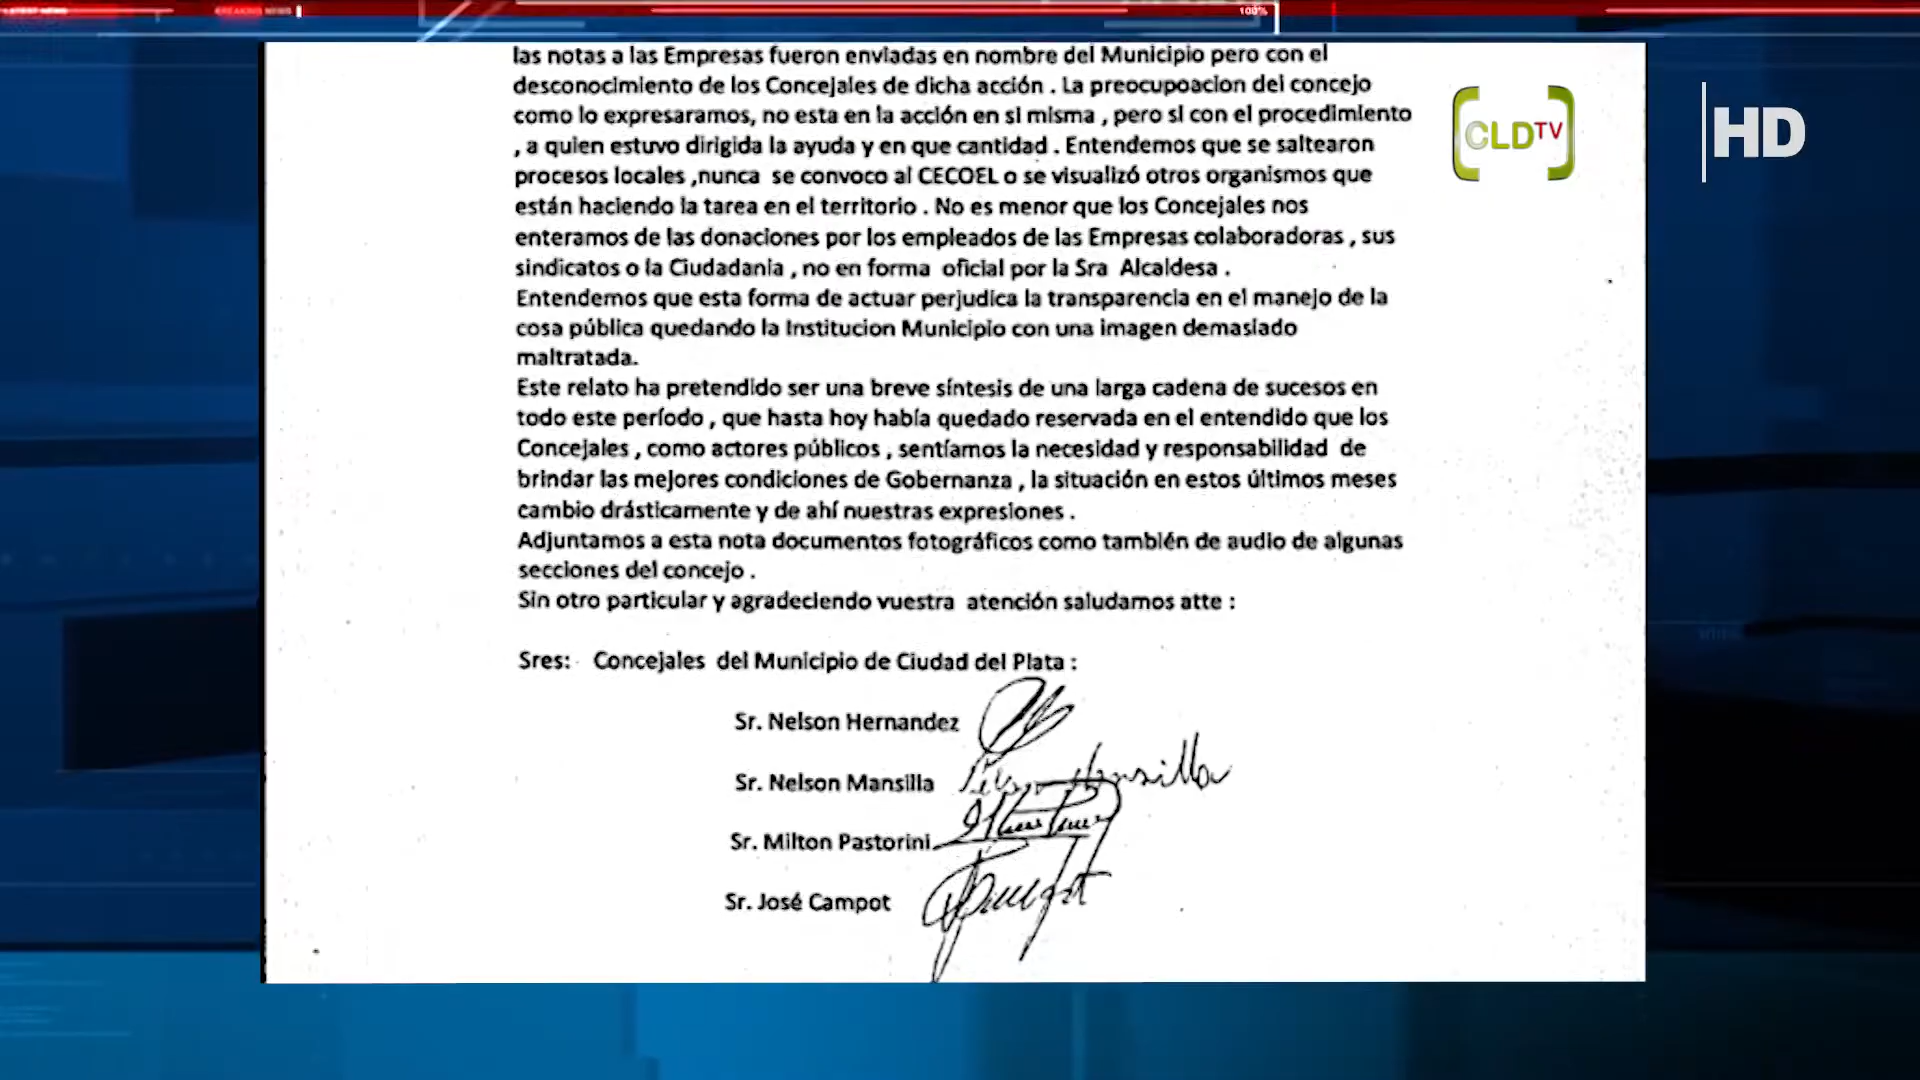 LATEST NEWS
BREAKING NEWS
100%
las notas a las Empresas fueron enviadas en nombre del Municipio pero con el
desconocimiento de los Concejales de dicha acción . La preocupoacion del concejo
como lo expresaramos, no esta en la acción en si misma , pero si con el procedimiento
, a quien estuvo dirigida la ayuda y en que cantidad . Entendemos que se saltearon
procesos locales ,nunca se convoco al CECOEL o se visualizó otros organismos que
están haciendo la tarea en el territorio . No es menor que los Concejales nos
enteramos de las donaciones por los empleados de las Empresas colaboradoras , sus
sindicatos o la Ciudadania , no en forma oficial por la Sra Alcaldesa .
Entendemos que esta forma de actuar perjudica la transparencia en el manejo de la
cosa pública quedando la Institucion Municipio con una imagen demasiado
maltratada.
Este relato ha pretendido ser una breve síntesis de una larga cadena de sucesos en
todo este período , que hasta hoy había quedado reservada en el entendido que los
Concejales , como actores públicos , sentíamos la necesidad y responsabilidad de
brindar las mejores condiciones de Gobernanza , la situación en estos últimos meses
cambio drásticamente y de ahí nuestras expresiones .
Adjuntamos a esta nota documentos fotográficos como también de audio de algunas
secciones del concejo .
Sin otro particular y agradeciendo vuestra atención saludamos atte :
Sres: Concejales del Municipio de Ciudad del Plata :
Sr. Nelson Hernandez
Sr. Nelson Mansilla
Sr. Milton Pastorini
Sr. José Campot
CLDTV
HD